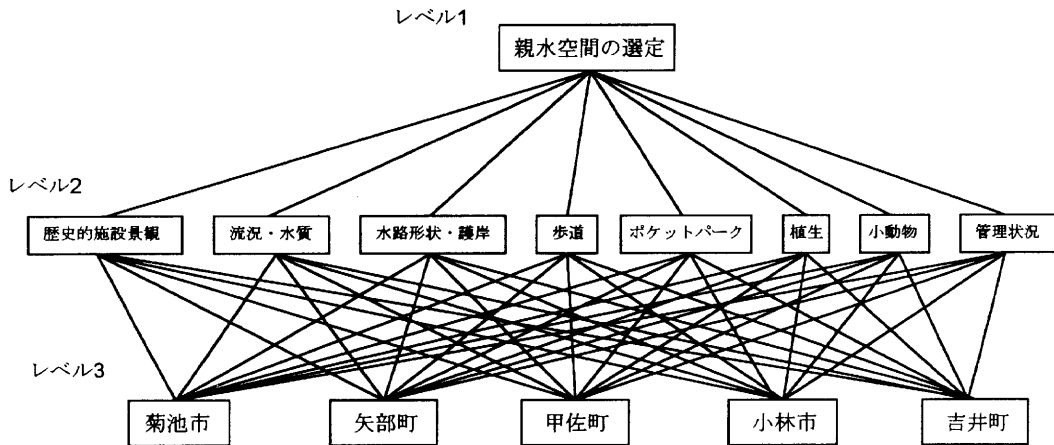 レベル1
親水空間の選定
レベル2
歴史的施設景観
流況・水質
水路形状・護岸
歩道
ポケットパーク
植生
小動物
管理状況
レベル3
菊池市
矢部町
甲佐町
小林市
吉井町